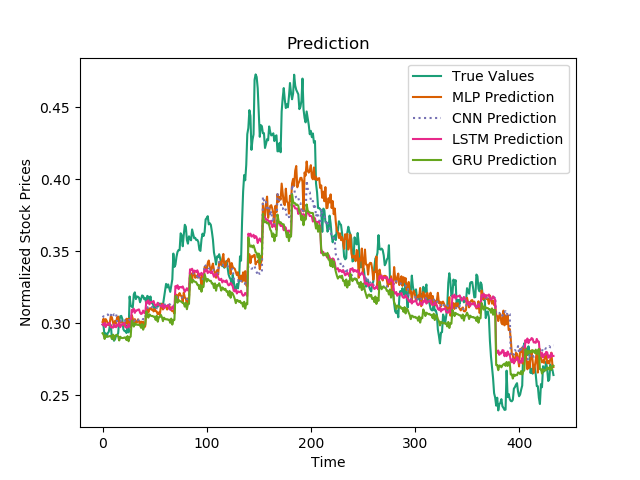 Prediction
True Values
MLP Prediction
CNN Prediction
LSTM Prediction
GRU Prediction
Normalized Stock Prices
0.45
0.40
0.35
0.30
0.25
0 100 200 300 400
Time